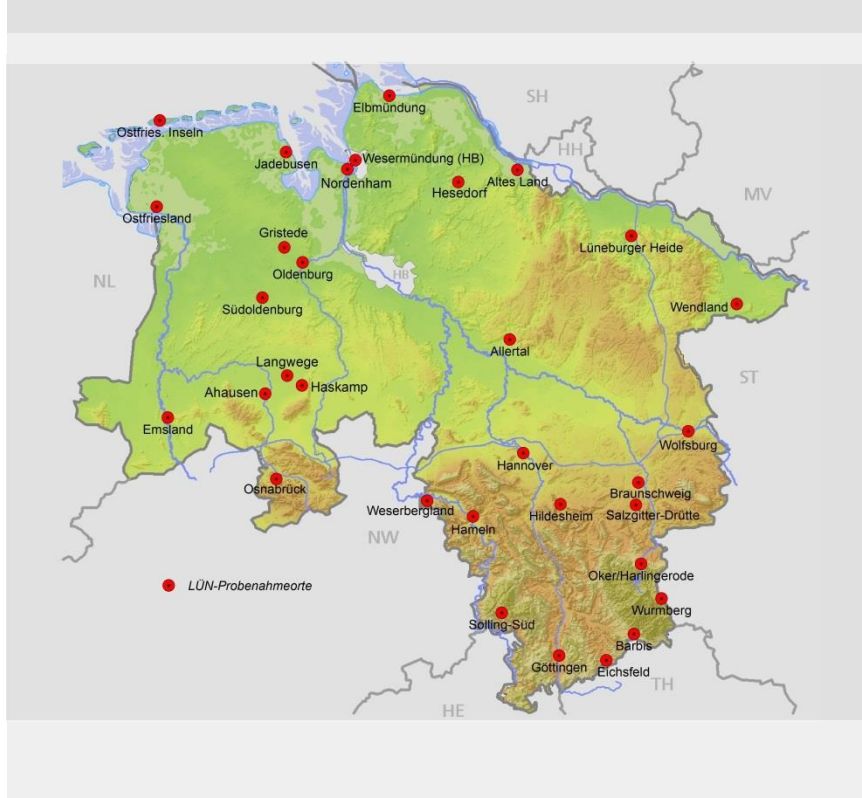 Elbmündung
SH
Ostfries. Inseln
HH
Jadebusen
Wesermündung (HB)
Nordenham
Hesedorf
Altes Land
MV
Ostfriesland
Gristede
Lüneburger Heide
Oldenburg
HB
NL
Südoldenburg
Wendland
Allertal
Langwege
Haskamp
ST
Ahausen
Emsland
Wolfsburg
Hannover
Osnabrück
Braunschweig
Weserbergland
Hildesheim
Salzgitter-Drütte
Hameln
NW
Oker/Harlingerode
LÜN-Probenahmeorte
Wurmberg
Solling-Süd
Barbis
Göttingen
Eichsfeld
TH
HE